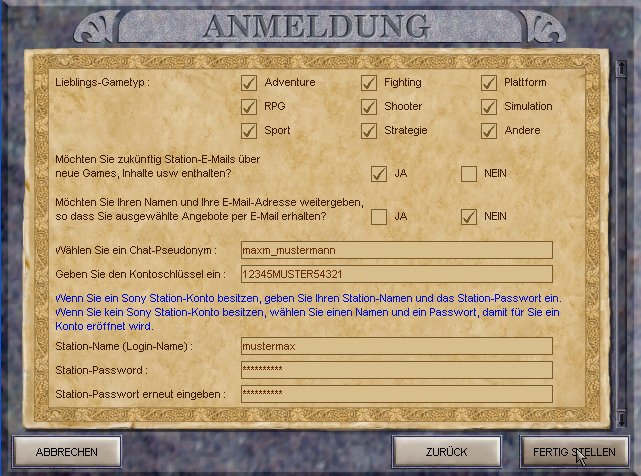 ANMELDUNG
Lieblings-Gametyp : Adventure Fighting Plattform
RPG Shooter Simulation
Sport Strategie Andere
Möchten Sie zukünftig Station-E-Mails über
neue Games, Inhalte usw enthalten? JA NEIN
Möchten Sie Ihren Namen und Ihre E-Mail-Adresse weitergeben,
so dass Sie ausgewählte Angebote per E-Mail erhalten? JA NEIN
Wählen Sie ein Chat-Pseudonym : maxm_mustermann
Geben Sie den Kontoschlüssel ein : 12345MUSTER54321
Wenn Sie ein Sony Station-Konto besitzen, geben Sie Ihren Station-Namen und das Station-Passwort ein.
Wenn Sie kein Sony Station-Konto besitzen, wählen Sie einen Namen und ein Passwort, damit für Sie ein
Konto eröffnet wird.
Station-Name (Login-Name) : mustermax
Station-Password : **********
Station-Passwort erneut eingeben : **********
ABBRECHEN ZURÜCK FERTIG STELLEN